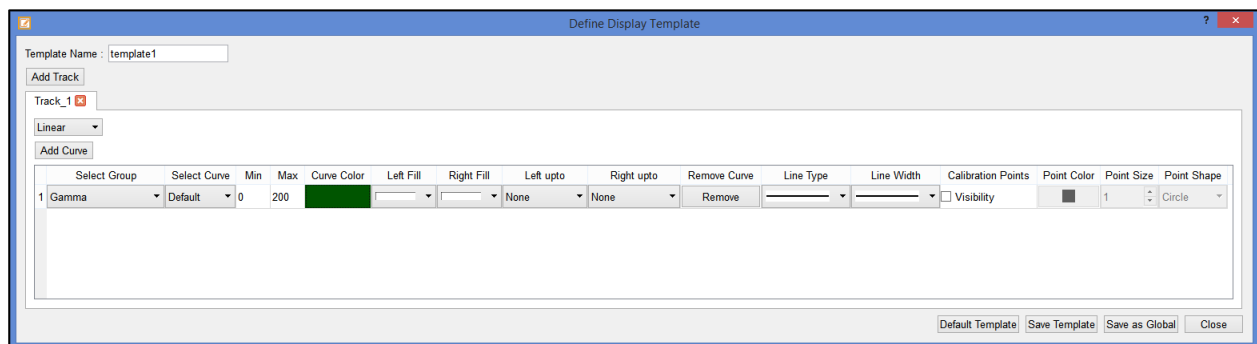 Define Display Template ? ×
Template Name : template1
Add Track
Track_1
Linear
Add Curve
Select Group Select Curve Min Max Curve Color Left Fill Right Fill Left upto Right upto Remove Curve Line Type Line Width Calibration Points Point Color Point Size Point Shape
1 Gamma Default 0 200 None None Remove Visibility 1 Circle
Default Template Save Template Save as Global Close